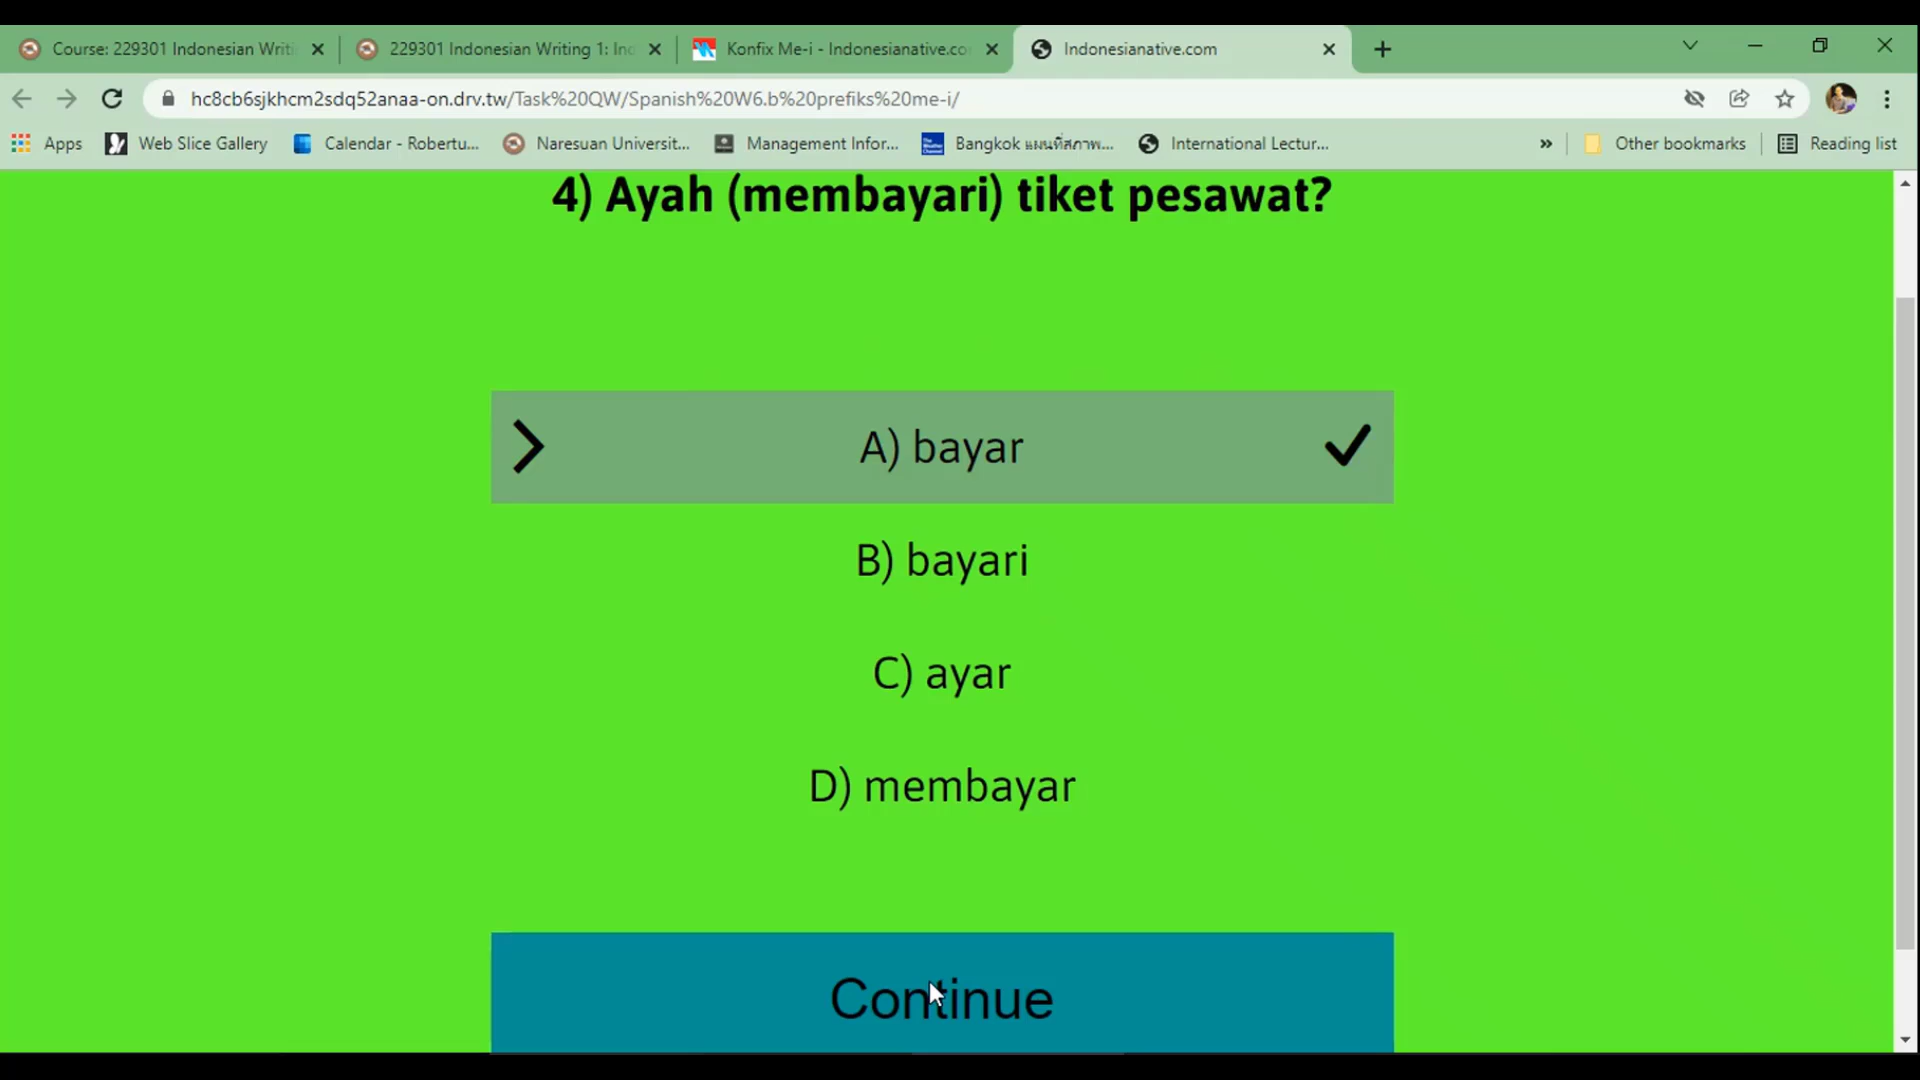 Course: 229301 Indonesian Writi
229301 Indonesian Writing 1: Ind
Konfix Me-i - Indonesianative.co
Indonesianative.com
hc8cb6sjkhcm2sdq52anaa-on.drv.tw/Task%20QW/Spanish%20W6.b%20prefiks%20me-i/
Apps
Web Slice Gallery
Calendar - Robertu...
Naresuan Universit...
Management Infor...
Bangkok แผนที่สภาพ...
International Lectur...
»
Other bookmarks
Reading list
4) Ayah (membayari) tiket pesawat?
A) bayar
B) bayari
C) ayar
D) membayar
Continue